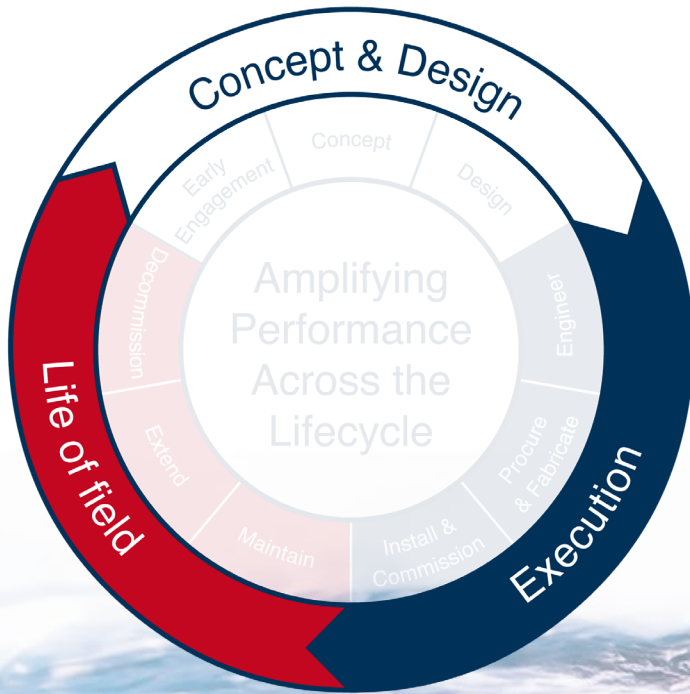 Concept & Design
Early
Engagement
Concept
Design
Engineer
Procure
& Fabricate
Execution
Install &
Commission
Maintain
Extend
Decommission
Life of field
Amplifying
Performance
Across the
Lifecycle